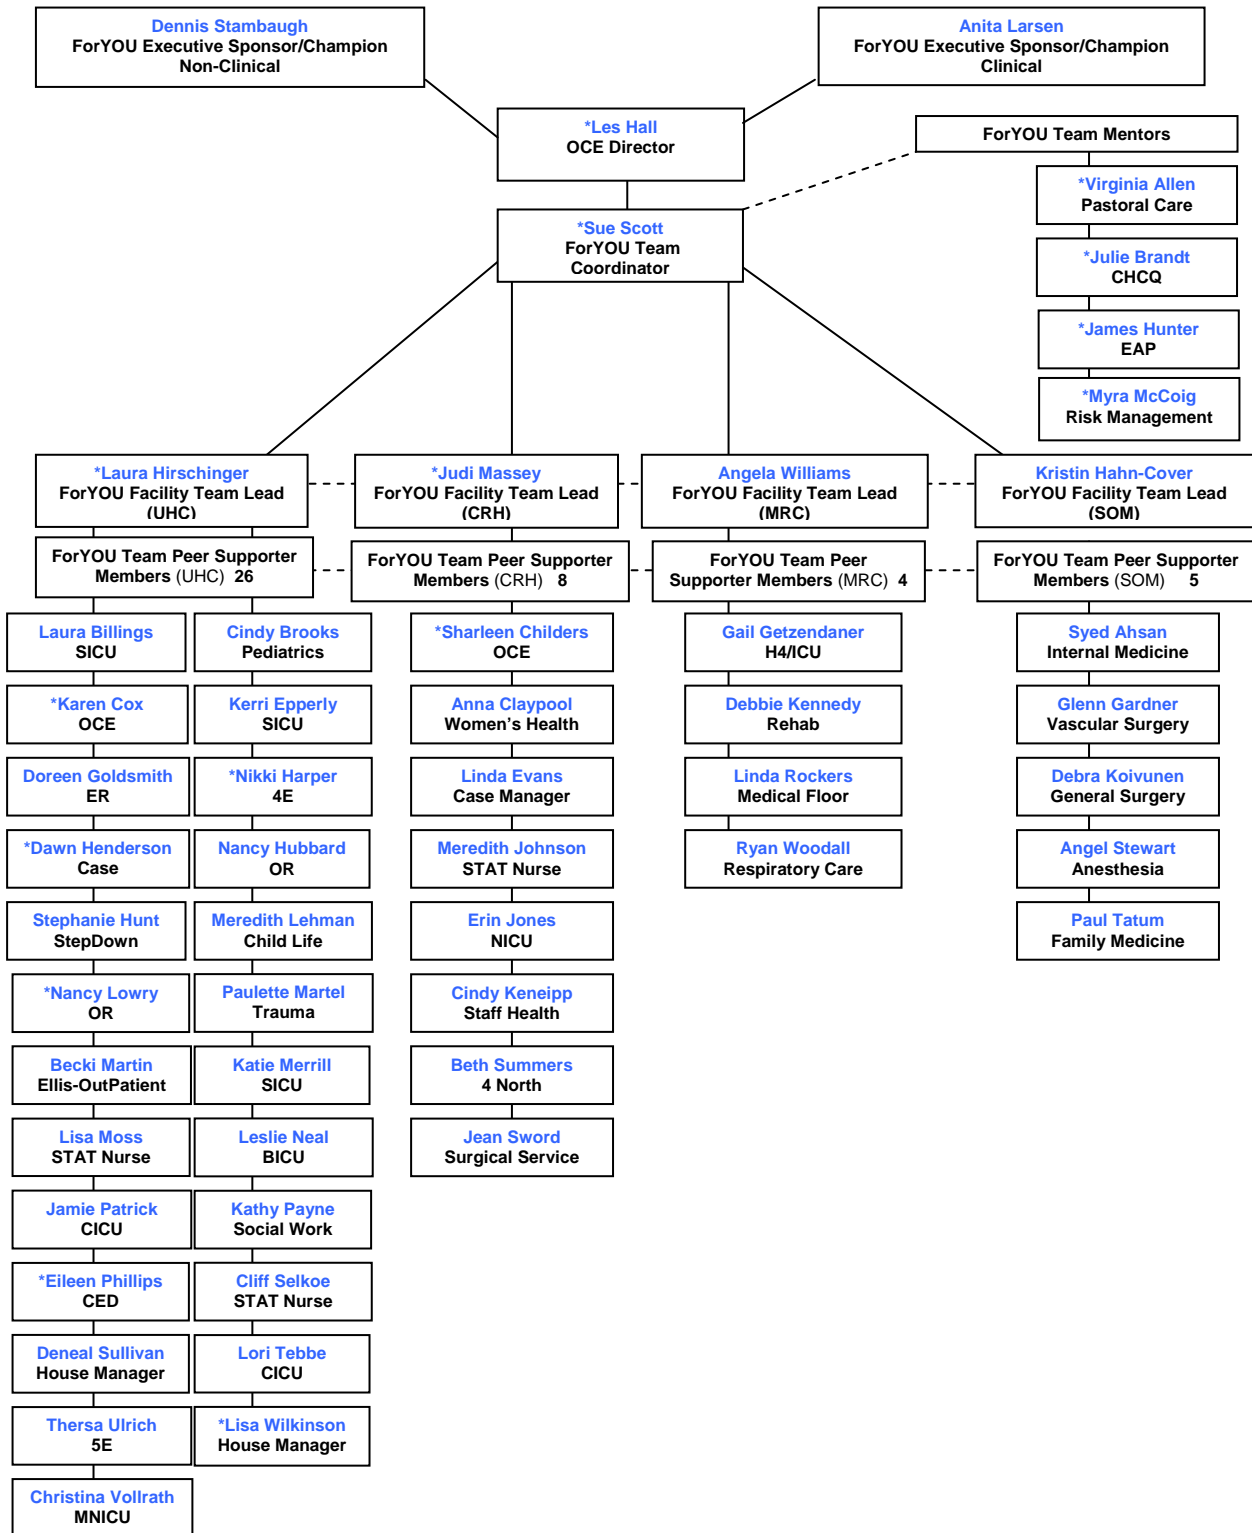 Dennis Stambaugh
ForYOU Executive Sponsor/Champion
Non-Clinical
Anita Larsen
ForYOU Executive Sponsor/Champion
Clinical
*Les Hall
OCE Director
ForYOU Team Mentors
*Virginia Allen
Pastoral Care
*Sue Scott
ForYOU Team
Coordinator
*Julie Brandt
CHCQ
*James Hunter
EAP
*Myra McCoig
Risk Management
*Laura Hirschinger
ForYOU Facility Team Lead
(UHC)
*Judi Massey
ForYOU Facility Team Lead
(CRH)
Angela Williams
ForYOU Facility Team Lead
(MRC)
Kristin Hahn-Cover
ForYOU Facility Team Lead
(SOM)
ForYOU Team Peer Supporter
Members (UHC) 26
ForYOU Team Peer Supporter
Members (CRH) 8
ForYOU Team Peer
Supporter Members (MRC) 4
ForYOU Team Peer Supporter
Members (SOM) 5
Laura Billings
SICU
*Karen Cox
OCE
Doreen Goldsmith
ER
*Dawn Henderson
Case
Stephanie Hunt
StepDown
*Nancy Lowry
OR
Becki Martin
Ellis-OutPatient
Lisa Moss
STAT Nurse
Jamie Patrick
CICU
*Eileen Phillips
CED
Deneal Sullivan
House Manager
Thersa Ulrich
5E
Christina Vollrath
MNICU
Cindy Brooks
Pediatrics
Kerri Epperly
SICU
*Nikki Harper
4E
Nancy Hubbard
OR
Meredith Lehman
Child Life
Paulette Martel
Trauma
Katie Merrill
SICU
Leslie Neal
BICU
Kathy Payne
Social Work
Cliff Selkoe
STAT Nurse
Lori Tebbe
CICU
*Lisa Wilkinson
House Manager
*Sharleen Childers
OCE
Anna Claypool
Women's Health
Linda Evans
Case Manager
Meredith Johnson
STAT Nurse
Erin Jones
NICU
Cindy Keneipp
Staff Health
Beth Summers
4 North
Jean Sword
Surgical Service
Gail Getzendaner
H4/ICU
Debbie Kennedy
Rehab
Linda Rockers
Medical Floor
Ryan Woodall
Respiratory Care
Syed Ahsan
Internal Medicine
Glenn Gardner
Vascular Surgery
Debra Koivunen
General Surgery
Angel Stewart
Anesthesia
Paul Tatum
Family Medicine